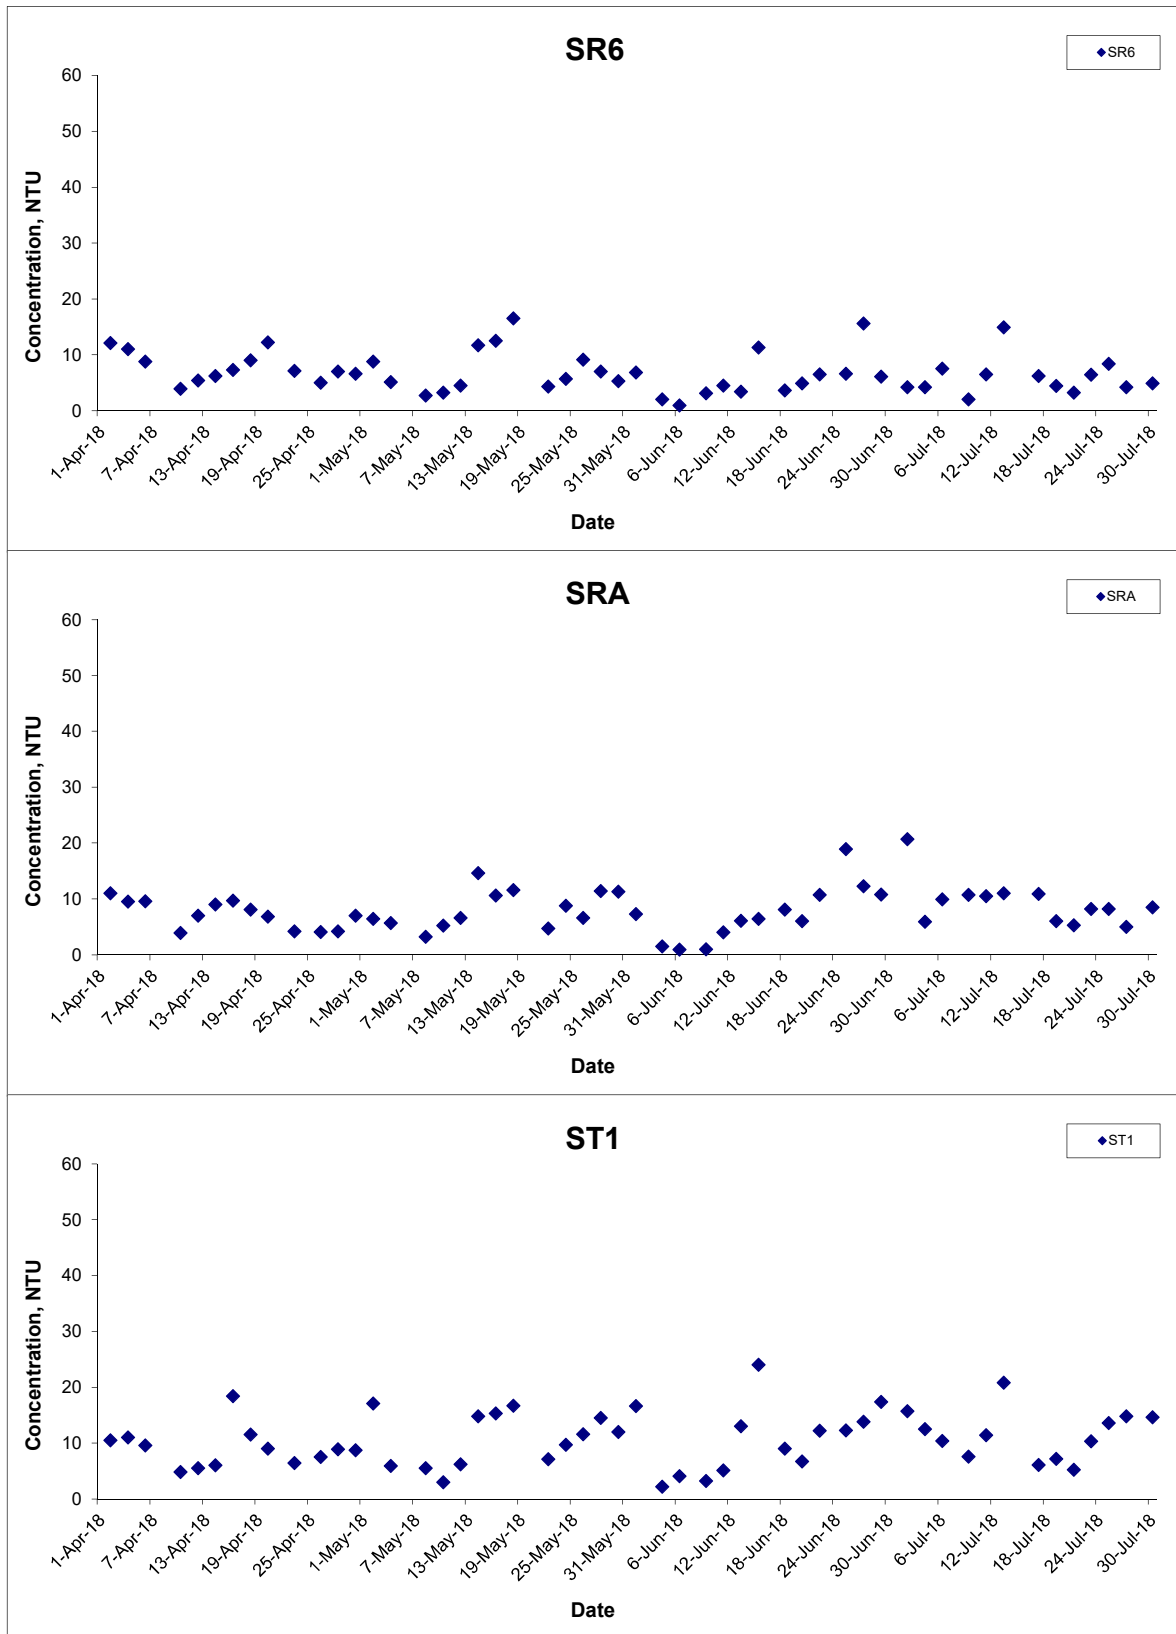 SR6
SR6
Concentration, NTU
60
50
40
30
20
10
0
1-Apr-18
7-Apr-18
13-Apr-18
19-Apr-18
25-Apr-18
1-May-18
7-May-18
13-May-18
19-May-18
25-May-18
31-May-18
6-Jun-18
12-Jun-18
18-Jun-18
24-Jun-18
30-Jun-18
6-Jul-18
12-Jul-18
18-Jul-18
24-Jul-18
30-Jul-18
Date
SRA
SRA
Concentration, NTU
60
50
40
30
20
10
0
1-Apr-18
7-Apr-18
13-Apr-18
19-Apr-18
25-Apr-18
1-May-18
7-May-18
13-May-18
19-May-18
25-May-18
31-May-18
6-Jun-18
12-Jun-18
18-Jun-18
24-Jun-18
30-Jun-18
6-Jul-18
12-Jul-18
18-Jul-18
24-Jul-18
30-Jul-18
Date
ST1
ST1
Concentration, NTU
60
50
40
30
20
10
0
1-Apr-18
7-Apr-18
13-Apr-18
19-Apr-18
25-Apr-18
1-May-18
7-May-18
13-May-18
19-May-18
25-May-18
31-May-18
6-Jun-18
12-Jun-18
18-Jun-18
24-Jun-18
30-Jun-18
6-Jul-18
12-Jul-18
18-Jul-18
24-Jul-18
30-Jul-18
Date